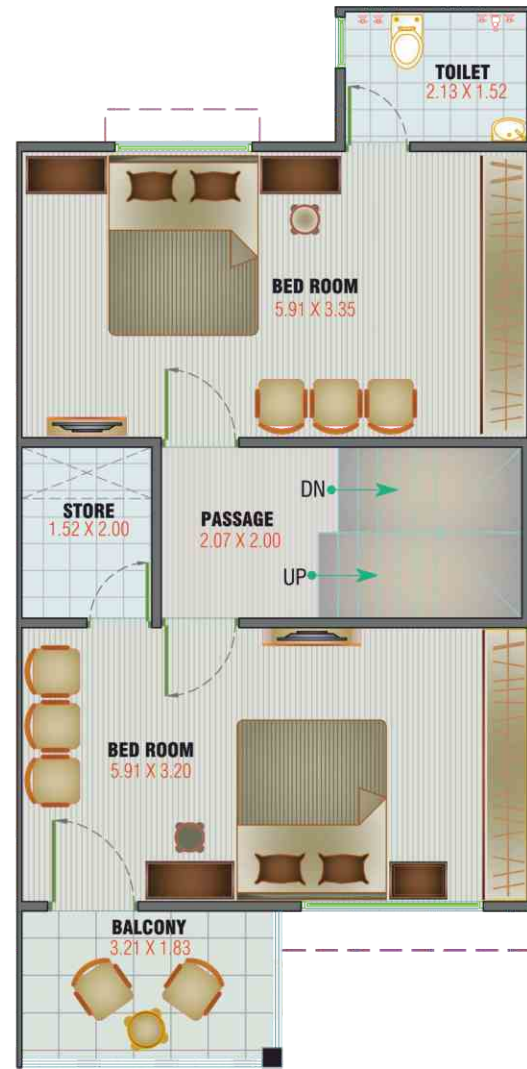 TOILET
2.13 X 1.52
BED ROOM
5.91 X 3.35
DN
STORE
1.52 X 2.00
PASSAGE
2.07 X 2.00
UP
BED ROOM
5.91 X 3.20
BALCONY
3.21 X 1.83